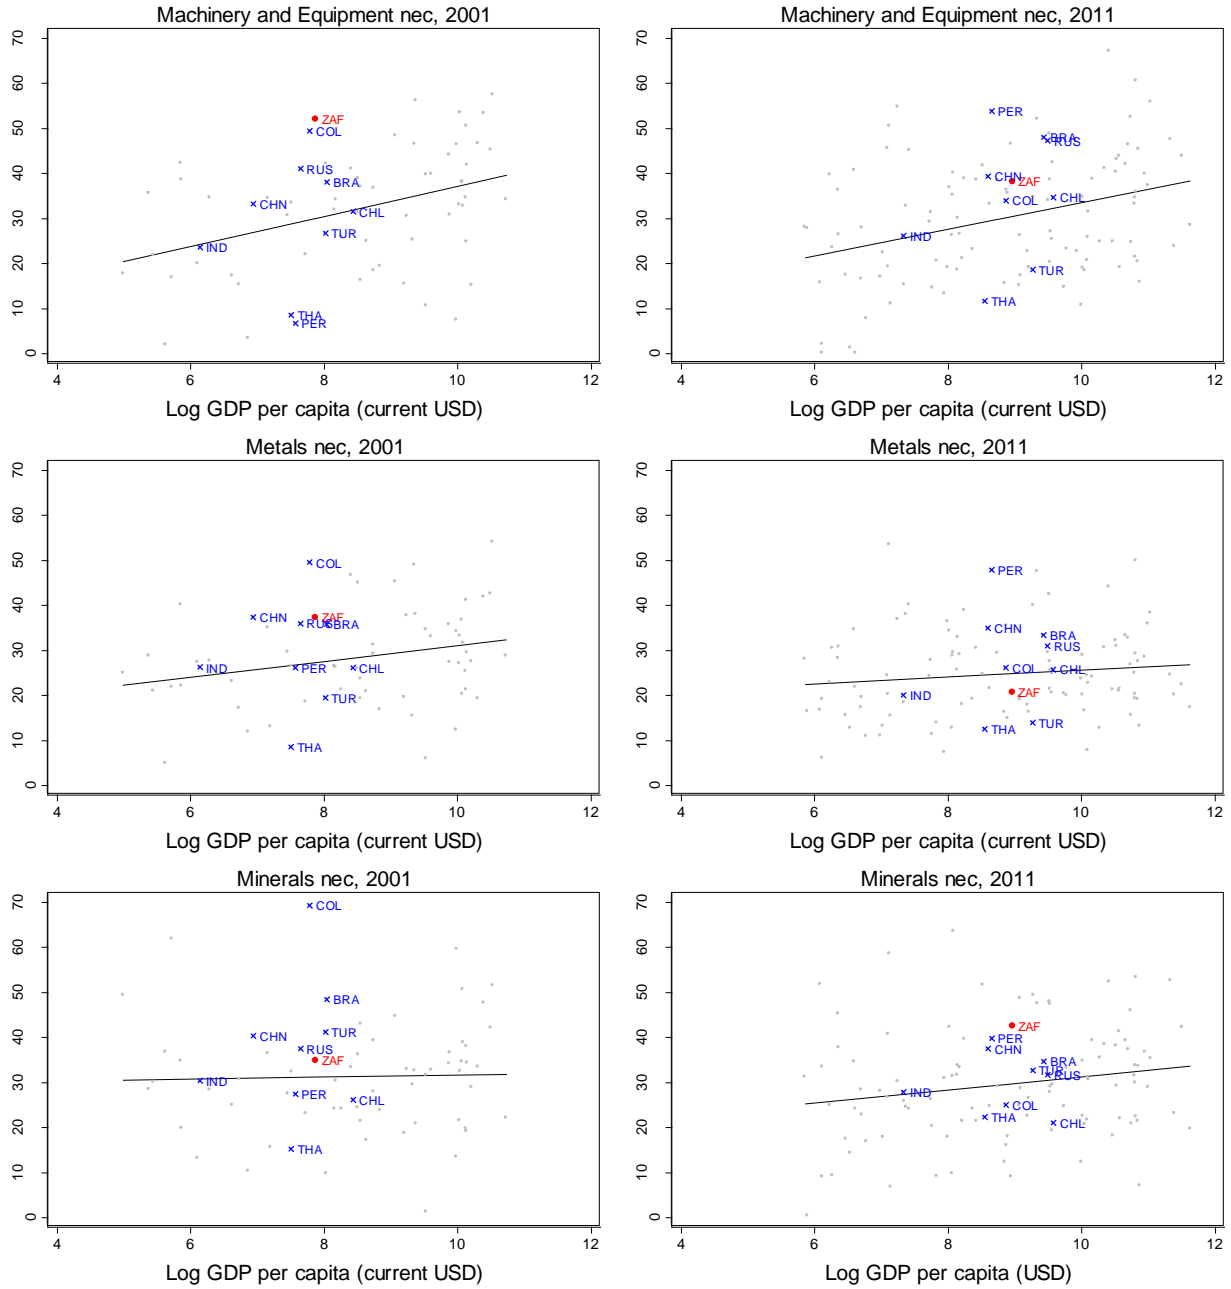 Machinery and Equipment nec, 2001
70
60
50
40
30
20
10
0
ZAF
COL
RUS
BRA
CHN
CHL
TUR
IND
THA
PER
4 6 8 10 12
Log GDP per capita (current USD)
Machinery and Equipment nec, 2011
70
60
50
40
30
20
10
0
PER
BRA
RUS
CHN
ZAF
CHL
COL
IND
TUR
THA
4 6 8 10 12
Log GDP per capita (current USD)
Metals nec, 2001
70
60
50
40
30
20
10
0
COL
CHN
ZAF
RUS
BRA
IND
PER
CHL
TUR
THA
4 6 8 10 12
Log GDP per capita (current USD)
Metals nec, 2011
70
60
50
40
30
20
10
0
PER
CHN
BRA
RUS
COL
CHL
ZAF
IND
TUR
THA
4 6 8 10 12
Log GDP per capita (current USD)
Minerals nec, 2001
70
60
50
40
30
20
10
0
COL
BRA
TUR
CHN
RUS
ZAF
IND
PER
CHL
THA
4 6 8 10 12
Log GDP per capita (current USD)
Minerals nec, 2011
70
60
50
40
30
20
10
0
ZAF
PER
CHN
BRA
TUR
RUS
IND
COL
THA
CHL
4 6 8 10 12
Log GDP per capita (USD)